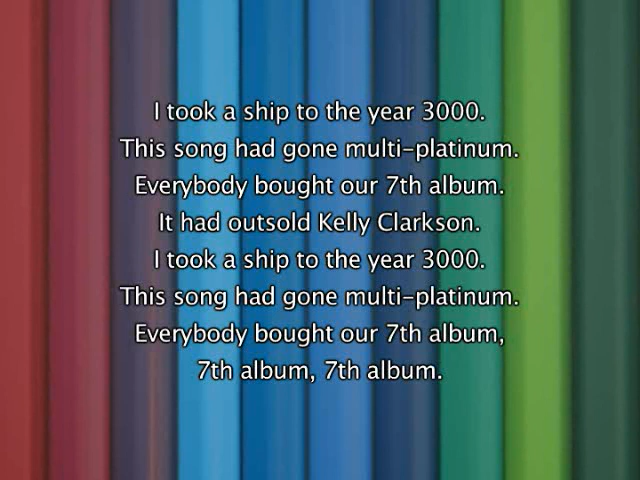 I took a ship to the year 3000.
This song had gone multi-platinum.
Everybody bought our 7th album.
It had outsold Kelly Clarkson.
I took a ship to the year 3000.
This song had gone multi-platinum.
Everybody bought our 7th album,
7th album, 7th album.